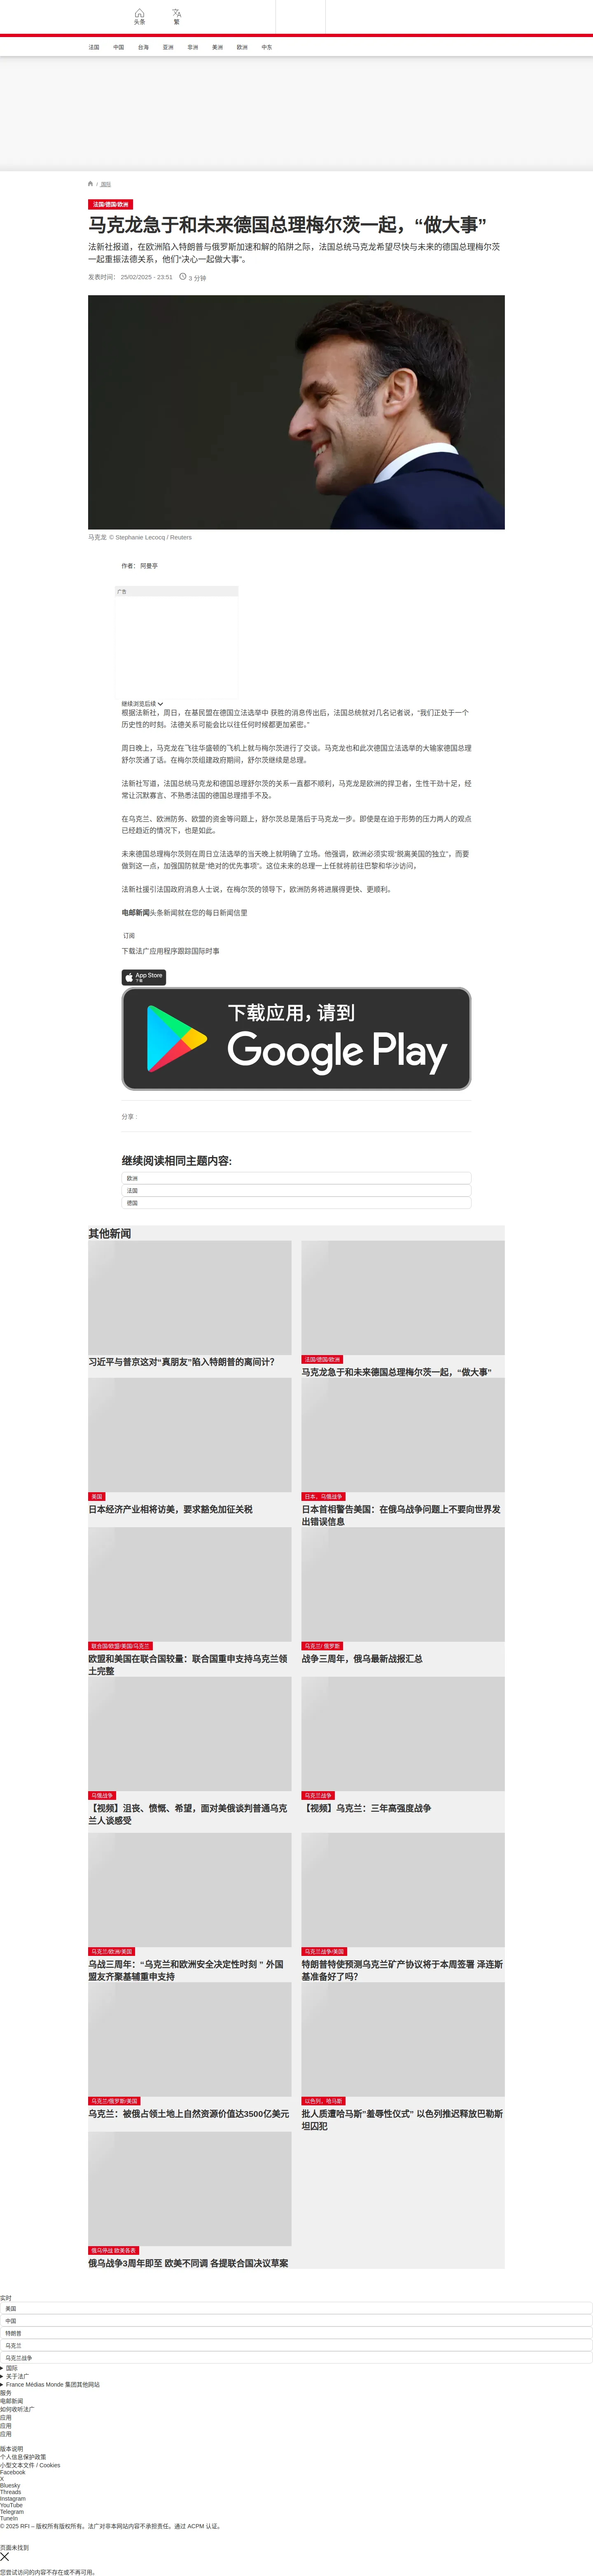 头条
繁
法国
中国
台海
亚洲
非洲
美洲
欧洲
中东
/ 国际
法国/德国/欧洲
马克龙急于和未来德国总理梅尔茨一起，“做大事”
法新社报道，在欧洲陷入特朗普与俄罗斯加速和解的陷阱之际，法国总统马克龙希望尽快与未来的德国总理梅尔茨
一起重振法德关系，他们“决心一起做大事”。
发表时间： 25/02/2025 - 23:51
3 分钟
马克龙 © Stephanie Lecocq / Reuters
作者： 阿曼亭
广告
继续浏览后续
根据法新社，周日，在基民盟在德国立法选举中 获胜的消息传出后，法国总统就对几名记者说，“我们正处于一个
历史性的时刻。法德关系可能会比以往任何时候都更加紧密。”
周日晚上，马克龙在飞往华盛顿的飞机上就与梅尔茨进行了交谈。马克龙也和此次德国立法选举的大输家德国总理
舒尔茨通了话。在梅尔茨组建政府期间，舒尔茨继续是总理。
法新社写道，法国总统马克龙和德国总理舒尔茨的关系一直都不顺利，马克龙是欧洲的捍卫者，生性干劲十足，经
常让沉默寡言、不熟悉法国的德国总理措手不及。
在乌克兰、欧洲防务、欧盟的资金等问题上，舒尔茨总是落后于马克龙一步。即便是在迫于形势的压力两人的观点
已经趋近的情况下，也是如此。
未来德国总理梅尔茨则在周日立法选举的当天晚上就明确了立场。他强调，欧洲必须实现“脱离美国的独立”，而要
做到这一点，加强国防就是“绝对的优先事项”。这位未来的总理一上任就将前往巴黎和华沙访问，
法新社援引法国政府消息人士说，在梅尔茨的领导下，欧洲防务将进展得更快、更顺利。
电邮新闻头条新闻就在您的每日新闻信里
订阅
下载法广应用程序跟踪国际时事
App Store
下载
下载应用，请到
Google Play
分享 :
继续阅读相同主题内容:
欧洲
法国
德国
其他新闻
习近平与普京这对“真朋友”陷入特朗普的离间计？
法国/德国/欧洲
马克龙急于和未来德国总理梅尔茨一起，“做大事”
美国
日本经济产业相将访美，要求豁免加征关税
日本、乌俄战争
日本首相警告美国：在俄乌战争问题上不要向世界发
出错误信息
联合国/欧盟/美国/乌克兰
欧盟和美国在联合国较量：联合国重申支持乌克兰领
土完整
乌克兰/ 俄罗斯
战争三周年，俄乌最新战报汇总
乌俄战争
【视频】沮丧、愤慨、希望，面对美俄谈判普通乌克
兰人谈感受
乌克兰战争
【视频】乌克兰：三年高强度战争
乌克兰/欧洲/美国
乌战三周年：“乌克兰和欧洲安全决定性时刻 ” 外国
盟友齐聚基辅重申支持
乌克兰战争/美国
特朗普特使预测乌克兰矿产协议将于本周签署 泽连斯
基准备好了吗？
乌克兰/俄罗斯/美国
乌克兰：被俄占领土地上自然资源价值达3500亿美元
以色列、哈马斯
批人质遭哈马斯"羞辱性仪式" 以色列推迟释放巴勒斯
坦囚犯
俄乌停战 欧美各表
俄乌战争3周年即至 欧美不同调 各提联合国决议草案
实时
美国
中国
特朗普
乌克兰
乌克兰战争
国际
关于法广
France Médias Monde 集团其他网站
服务
电邮新闻
如何收听法广
应用
应用
应用
版本说明
个人信息保护政策
小型文本文件 / Cookies
Facebook
X
Bluesky
Threads
Instagram
YouTube
Telegram
TuneIn
© 2025 RFI – 版权所有版权所有。法广对非本网站内容不承担责任。通过 ACPM 认证。
页面未找到
您尝试访问的内容不存在或不再可用。